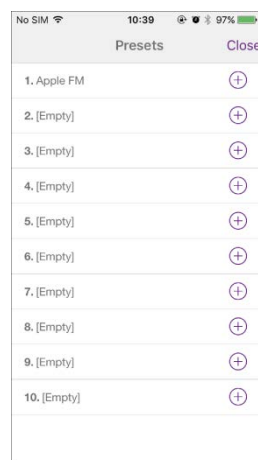 No SIM 10:39 97%
Presets Close
1. Apple FM
2. [Empty]
3. [Empty]
4. [Empty]
5. [Empty]
6. [Empty]
7. [Empty]
8. [Empty]
9. [Empty]
10. [Empty]